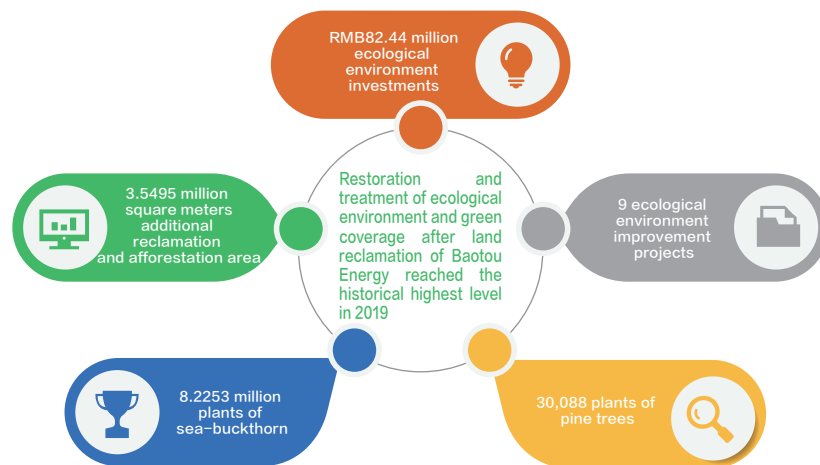 RMB82.44 million
ecological
environment
investments
3.5495 million
square meters
additional
reclamation
and afforestation area
Restoration and
treatment of ecological
environment and green
coverage after land
reclamation of Baotou
Energy reached the
historical highest level
in 2019
9 ecological
environment
improvement
projects
8.2253 million
plants of
sea-buckthorn
30,088 plants of
pine trees